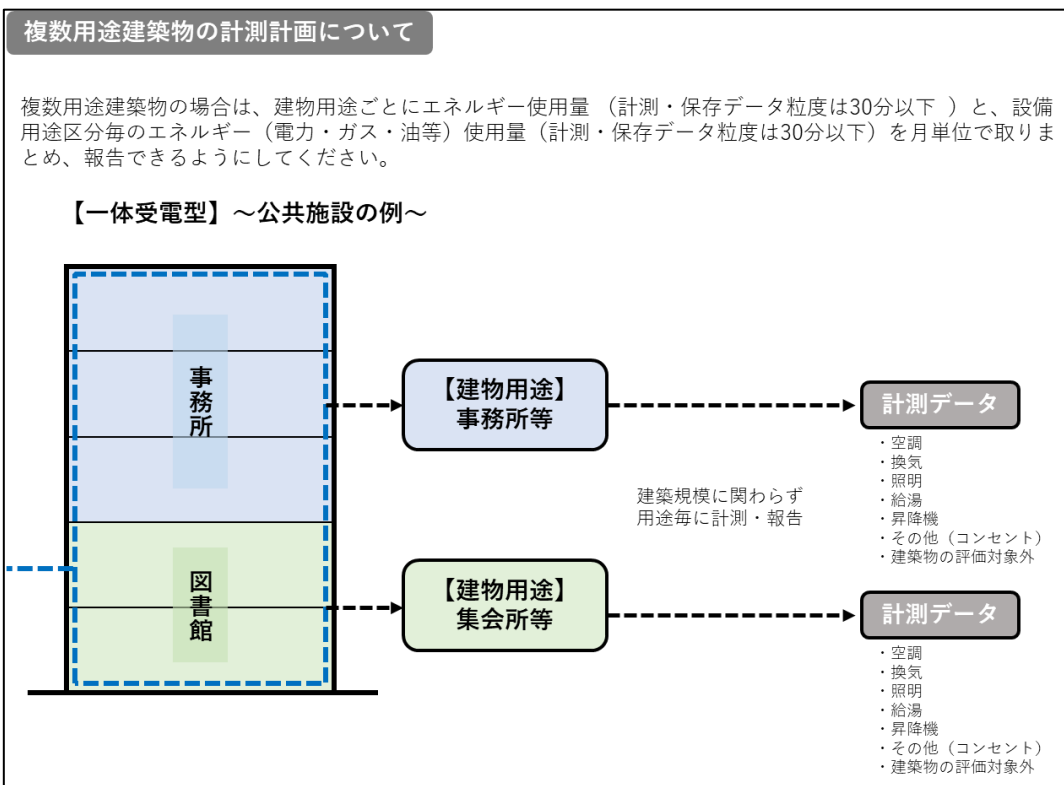 複数用途建築物の計測計画について
複数用途建築物の場合は、建物用途ごとにエネルギー使用量 （計測・保存データ粒度は30分以下 ）と、設備
用途区分毎のエネルギー（電力・ガス・油等）使用量（計測・保存データ粒度は30分以下）を月単位で取りま
とめ、報告できるようにしてください。
【一体受電型】～公共施設の例～
事務所
【建物用途】
事務所等
計測データ
・空調
・換気
・照明
・給湯
・昇降機
・その他（コンセント）
・建築物の評価対象外
建築規模に関わらず
用途毎に計測・報告
図書館
【建物用途】
集会所等
計測データ
・空調
・換気
・照明
・給湯
・昇降機
・その他（コンセント）
・建築物の評価対象外